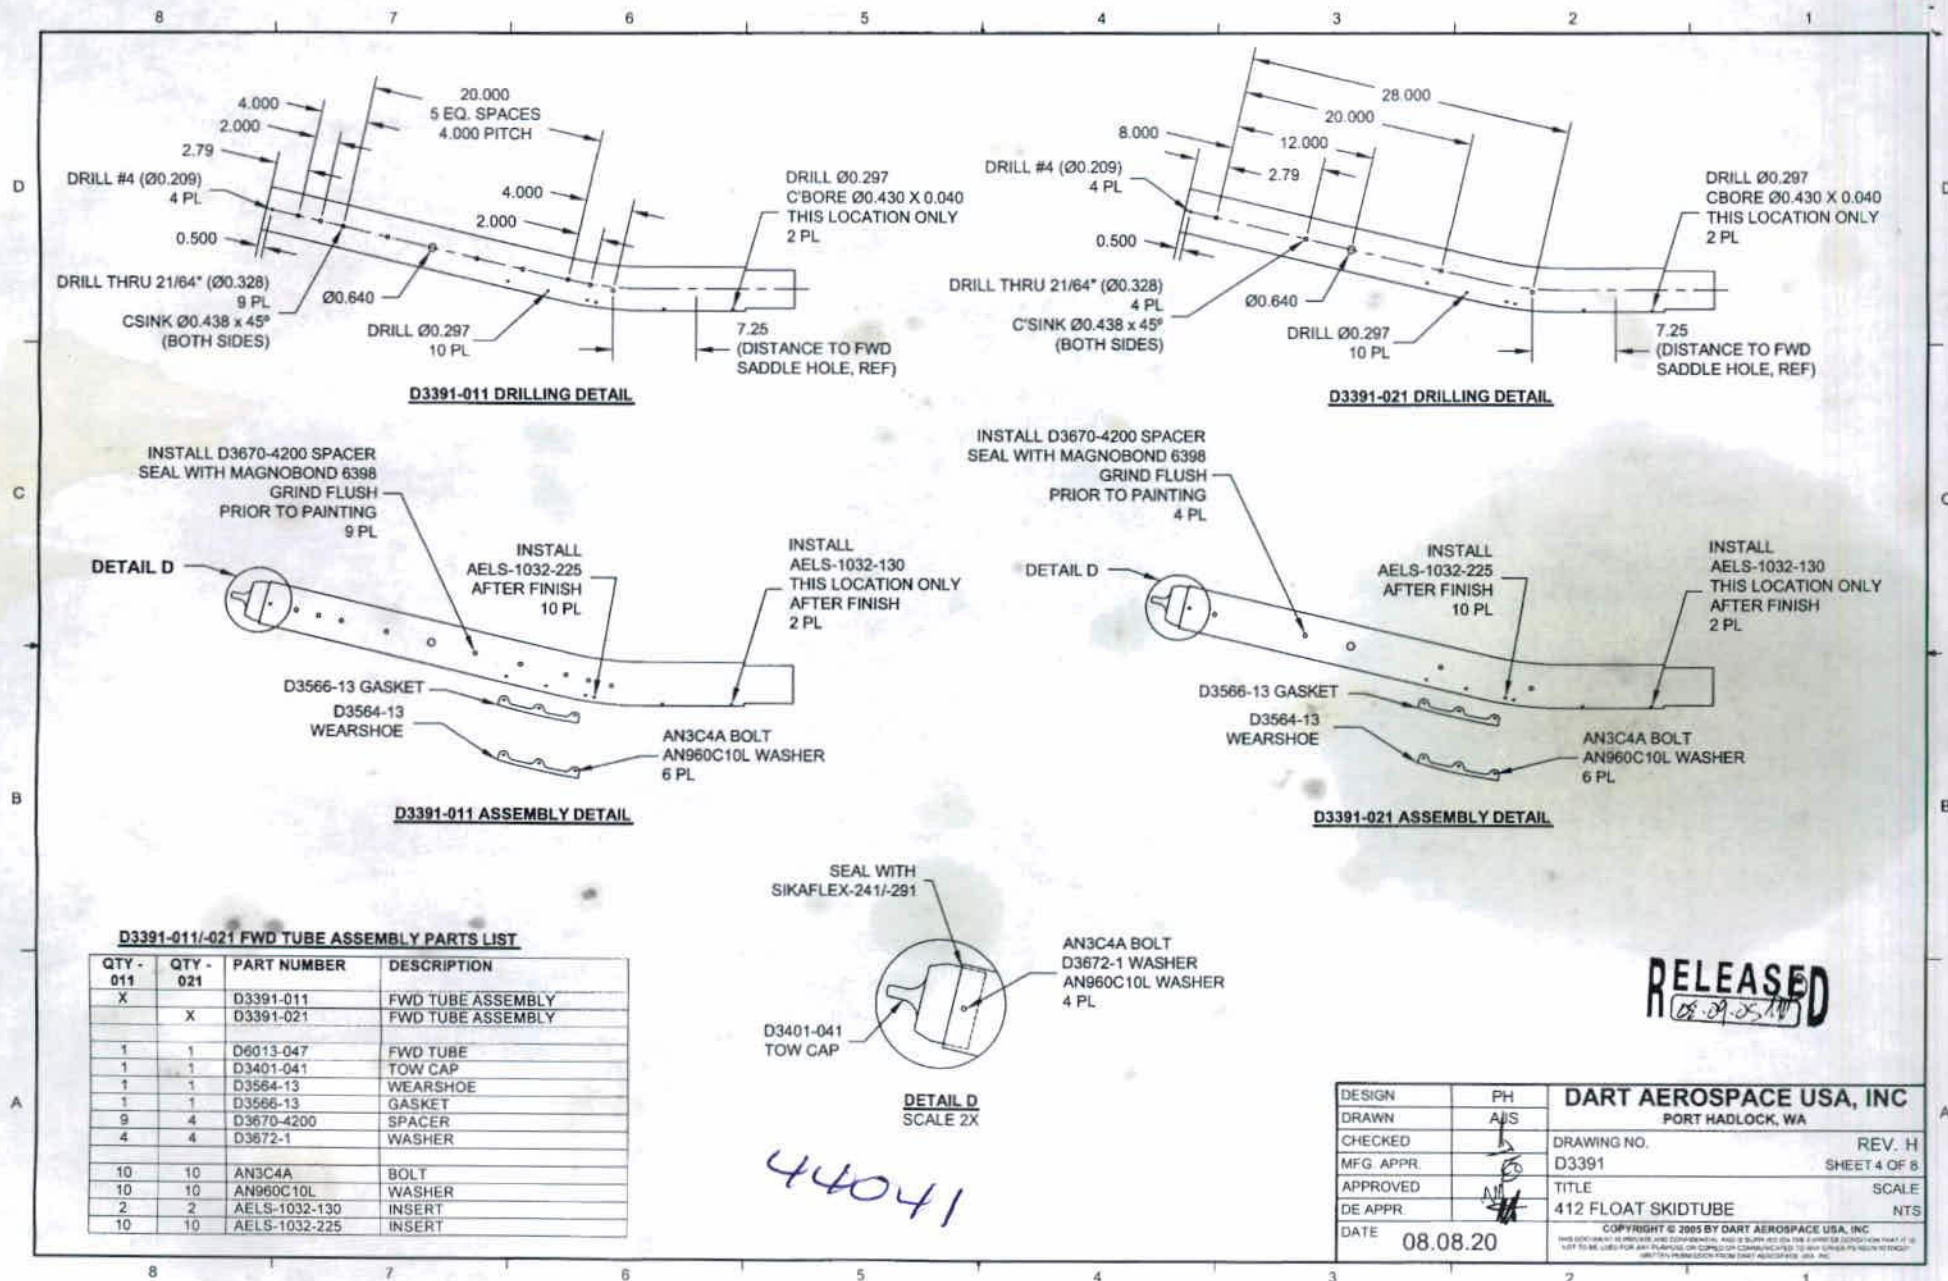 8 7 6 5 4 3 2 1
D
C
B
A
20.000
5 EQ. SPACES
4.000 PITCH
4.000
2.000
2.79
DRILL #4 (Ø0.209)
4 PL
0.500
DRILL THRU 21/64" (Ø0.328)
9 PL
CSINK Ø0.438 x 45º
(BOTH SIDES)
Ø0.640
DRILL Ø0.297
10 PL
4.000
2.000
DRILL Ø0.297
C'BORE Ø0.430 X 0.040
THIS LOCATION ONLY
2 PL
7.25
(DISTANCE TO FWD
SADDLE HOLE, REF)
D3391-011 DRILLING DETAIL
28.000
20.000
12.000
8.000
2.79
DRILL #4 (Ø0.209)
4 PL
0.500
DRILL THRU 21/64" (Ø0.328)
4 PL
C'SINK Ø0.438 x 45º
(BOTH SIDES)
Ø0.640
DRILL Ø0.297
10 PL
DRILL Ø0.297
CBORE Ø0.430 X 0.040
THIS LOCATION ONLY
2 PL
7.25
(DISTANCE TO FWD
SADDLE HOLE, REF)
D3391-021 DRILLING DETAIL
INSTALL D3670-4200 SPACER
SEAL WITH MAGNOBOND 6398
GRIND FLUSH
PRIOR TO PAINTING
9 PL
DETAIL D
INSTALL
AELS-1032-225
AFTER FINISH
10 PL
INSTALL
AELS-1032-130
THIS LOCATION ONLY
AFTER FINISH
2 PL
D3566-13 GASKET
D3564-13
WEARSHOE
AN3C4A BOLT
AN960C10L WASHER
6 PL
D3391-011 ASSEMBLY DETAIL
INSTALL D3670-4200 SPACER
SEAL WITH MAGNOBOND 6398
GRIND FLUSH
PRIOR TO PAINTING
4 PL
DETAIL D
INSTALL
AELS-1032-225
AFTER FINISH
10 PL
INSTALL
AELS-1032-130
THIS LOCATION ONLY
AFTER FINISH
2 PL
D3566-13 GASKET
D3564-13
WEARSHOE
AN3C4A BOLT
AN960C10L WASHER
6 PL
D3391-021 ASSEMBLY DETAIL
SEAL WITH
SIKAFLEX-241/-291
AN3C4A BOLT
D3672-1 WASHER
AN960C10L WASHER
4 PL
D3401-041
TOW CAP
DETAIL D
SCALE 2X
D3391-011/-021 FWD TUBE ASSEMBLY PARTS LIST
QTY -011 QTY -021 PART NUMBER DESCRIPTION
X D3391-011 FWD TUBE ASSEMBLY
X D3391-021 FWD TUBE ASSEMBLY
1 1 D6013-047 FWD TUBE
1 1 D3401-041 TOW CAP
1 1 D3564-13 WEARSHOE
1 1 D3566-13 GASKET
9 4 D3670-4200 SPACER
4 4 D3672-1 WASHER
10 10 AN3C4A BOLT
10 10 AN960C10L WASHER
2 2 AELS-1032-130 INSERT
10 10 AELS-1032-225 INSERT
44041
RELEASED
DESIGN PH
DRAWN AJS
CHECKED
MFG. APPR.
APPROVED
DE APPR.
DATE 08.08.20
DART AEROSPACE USA, INC
PORT HADLOCK, WA
DRAWING NO. REV. H
D3391 SHEET 4 OF 8
TITLE SCALE
412 FLOAT SKIDTUBE NTS
COPYRIGHT © 2005 BY DART AEROSPACE USA, INC
8 7 6 5 4 3 2 1